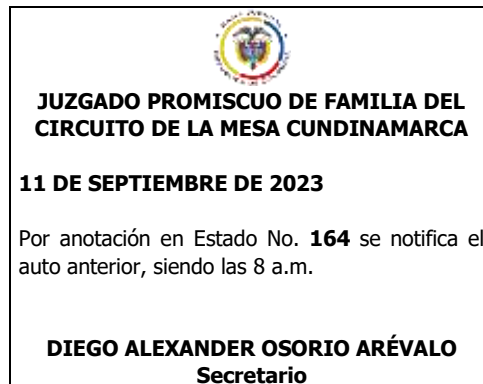 JUZGADO PROMISCUO DE FAMILIA DEL
CIRCUITO DE LA MESA CUNDINAMARCA
11 DE SEPTIEMBRE DE 2023
Por anotación en Estado No. 164 se notifica el
auto anterior, siendo las 8 a.m.
DIEGO ALEXANDER OSORIO ARÉVALO
Secretario